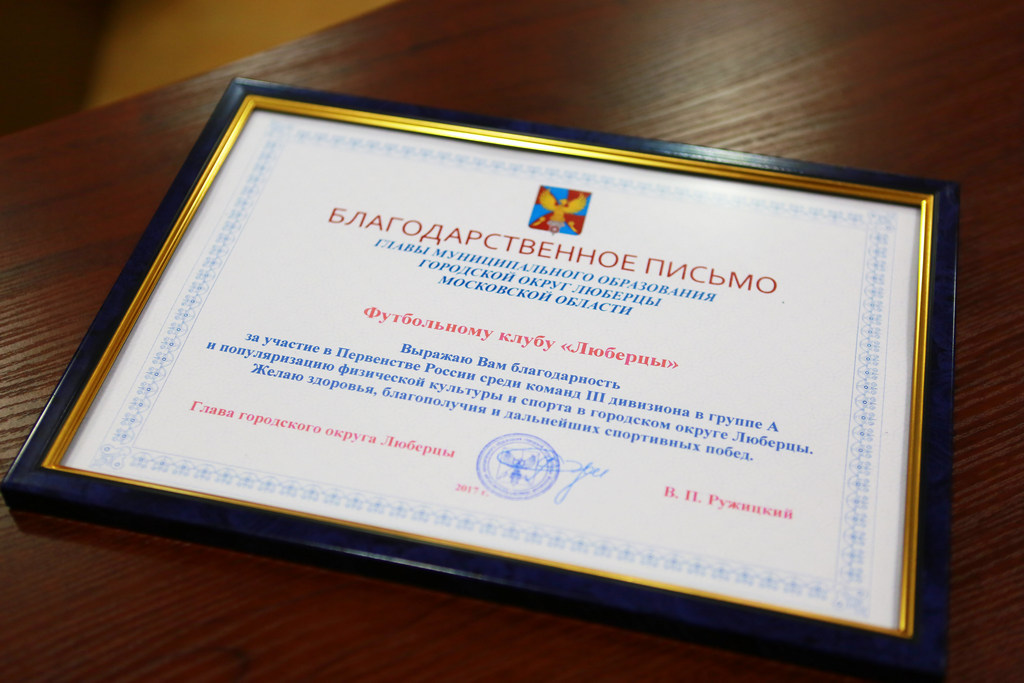 БЛАГОДАРСТВЕННОЕ ПИСЬМО
ГЛАВЫ МУНИЦИПАЛЬНОГО ОБРАЗОВАНИЯ
ГОРОДСКОЙ ОКРУГ ЛЮБЕРЦЫ
МОСКОВСКОЙ ОБЛАСТИ
Футбольному клубу «Люберцы»
Выражаю Вам благодарность
за участие в Первенстве России среди команд III дивизиона в группе А
и популяризацию физической культуры и спорта в городском округе Люберцы.
Желаю здоровья, благополучия и дальнейших спортивных побед.
Глава городского округа Люберцы
В. П. Ружицкий
2017 г.